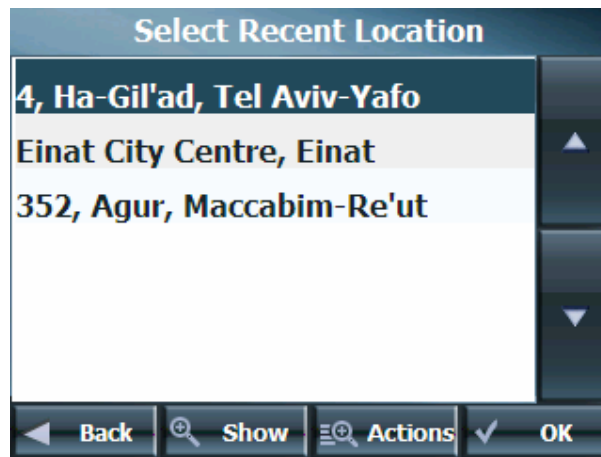 Select Recent Location
4, Ha-Gil'ad, Tel Aviv-Yafo
Einat City Centre, Einat
352, Agur, Maccabim-Re'ut
Back Show Actions OK